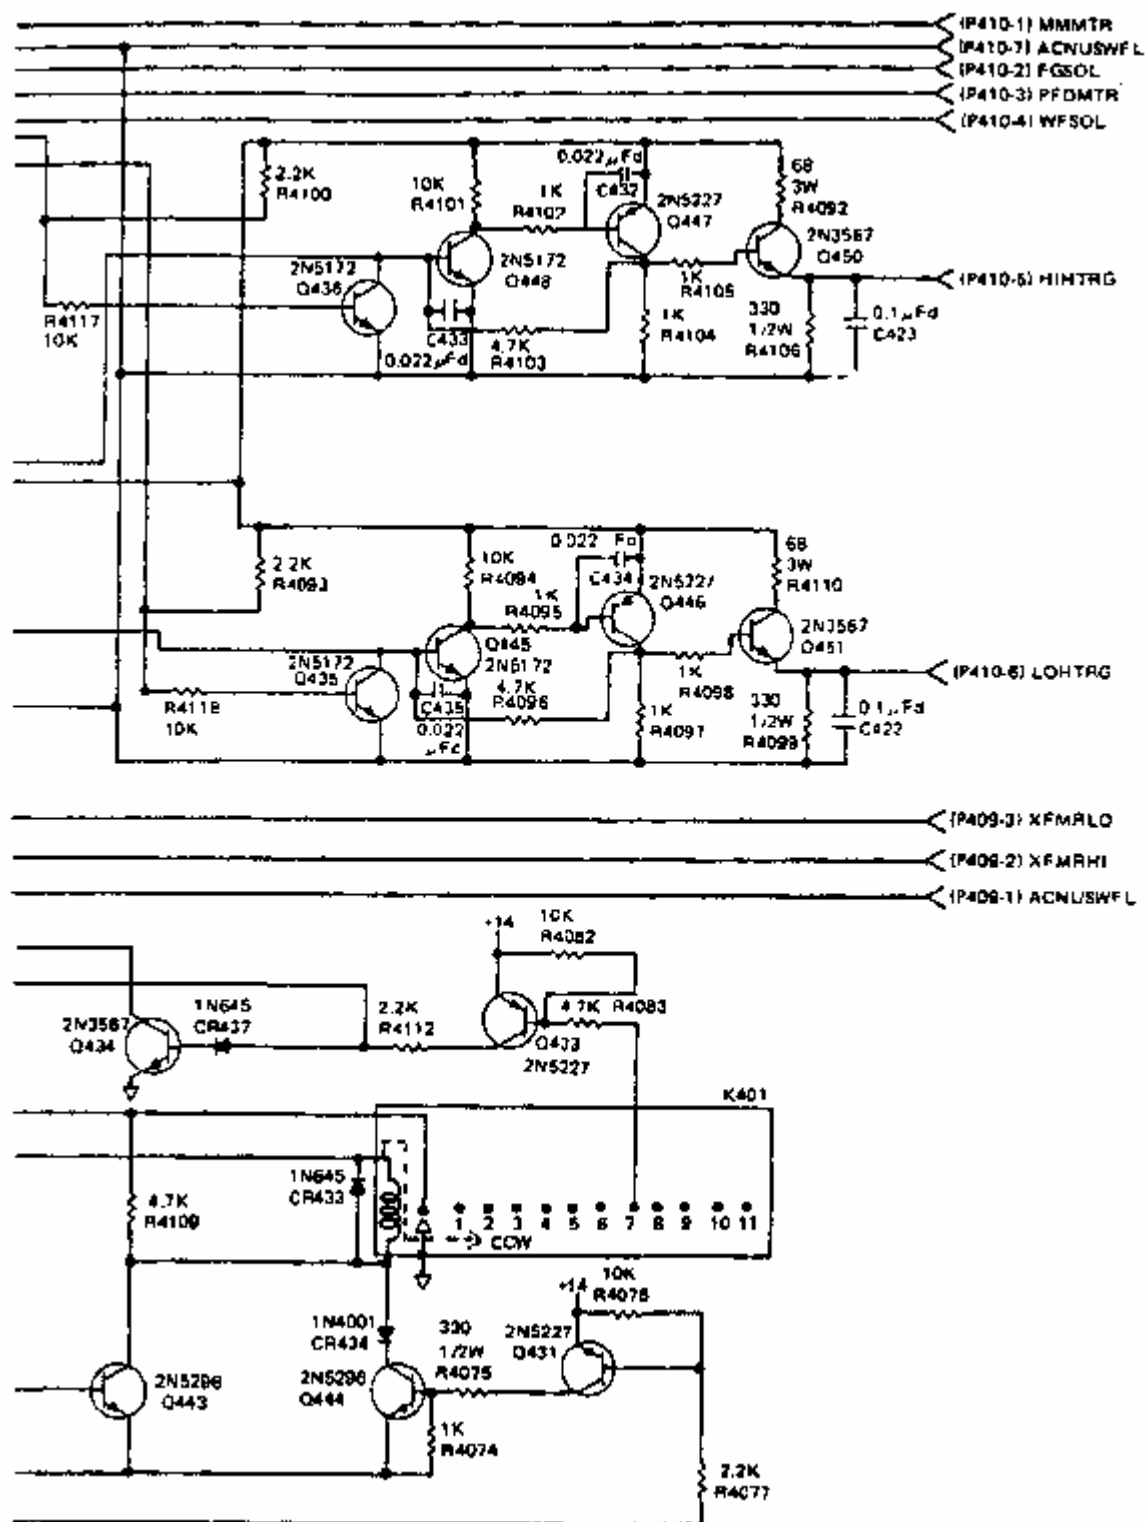 (P410-1) MMMTR
(P410-7) ACNUSWFL
(P410-2) FGSOL
(P410-3) PFDMTR
(P410-4) WFSOL
2.2K
R4100
10K
R4101
1K
R4102
0.022µFd
C432
2N5227
Q447
68
3W
R4092
2N3567
Q450
2N5172
Q436
2N5172
Q448
1K
R4105
(P410-5) HIHTRG
R4117
10K
C433
0.022µFd
4.7K
R4103
1K
R4104
330
1/2W
R4106
0.1µFd
C423
2.2K
R4093
10K
R4094
0.022 Fd
C434
2N5227
Q446
68
3W
R4110
1K
R4095
2N3567
Q451
2N5172
Q435
Q445
2N5172
1K
R4098
(P410-6) LOHTRG
R4118
10K
C435
0.022
µFd
4.7K
R4096
1K
R4097
330
1/2W
R4099
0.1µFd
C422
(P409-3) XFMRLO
(P409-2) XFMRHI
(P409-1) ACNUSWFL
+14
10K
R4082
2N3567
Q434
1N645
CR437
2.2K
R4112
4.7K R4083
Q433
2N5227
K401
1N645
CR433
4.7K
R4109
1 2 3 4 5 6 7 8 9 10 11
CCW
+14
10K
R4076
1N4001
CR434
330
1/2W
R4075
2N5227
Q431
2N5296
Q443
2N5296
Q444
1K
R4074
2.2K
R4077